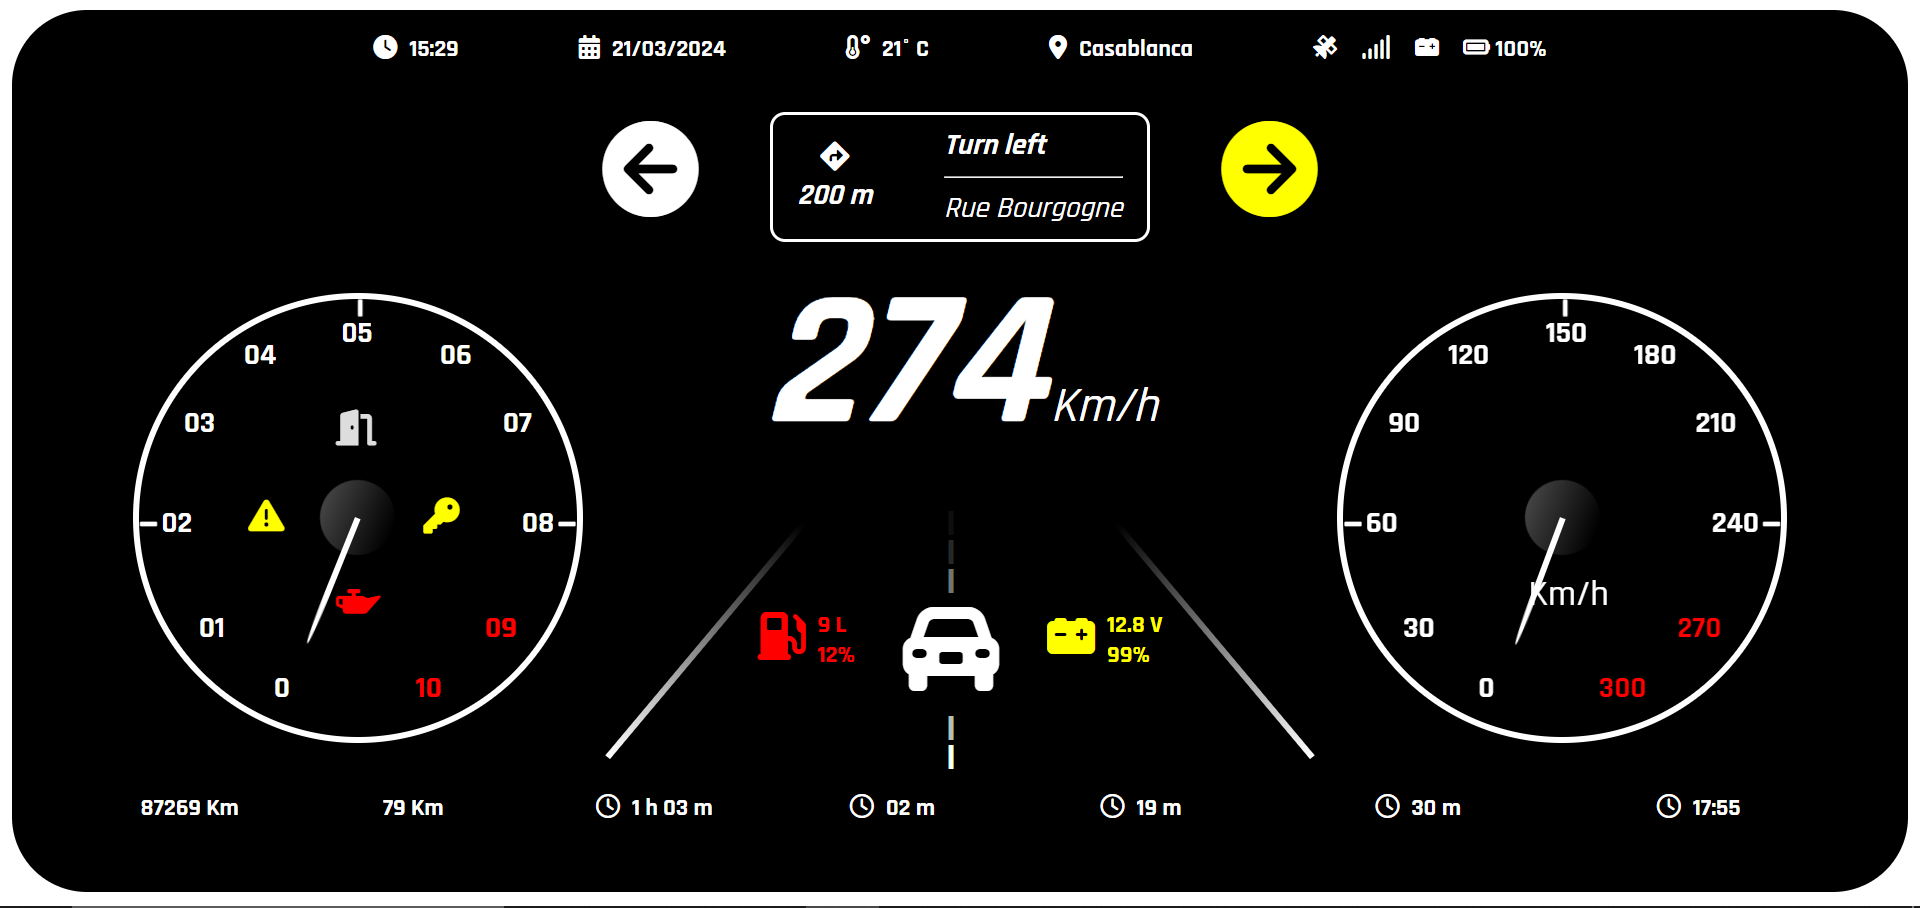 15:29
21/03/2024
21° C
Casablanca
100%
Turn left
200 m
Rue Bourgogne
274 Km/h
05
04
06
03
07
02
08
01
09
0
10
150
120
180
90
210
60
240
Km/h
30
270
0
300
9 L
12%
12.8 V
99%
87269 Km
79 Km
1 h 03 m
02 m
19 m
30 m
17:55